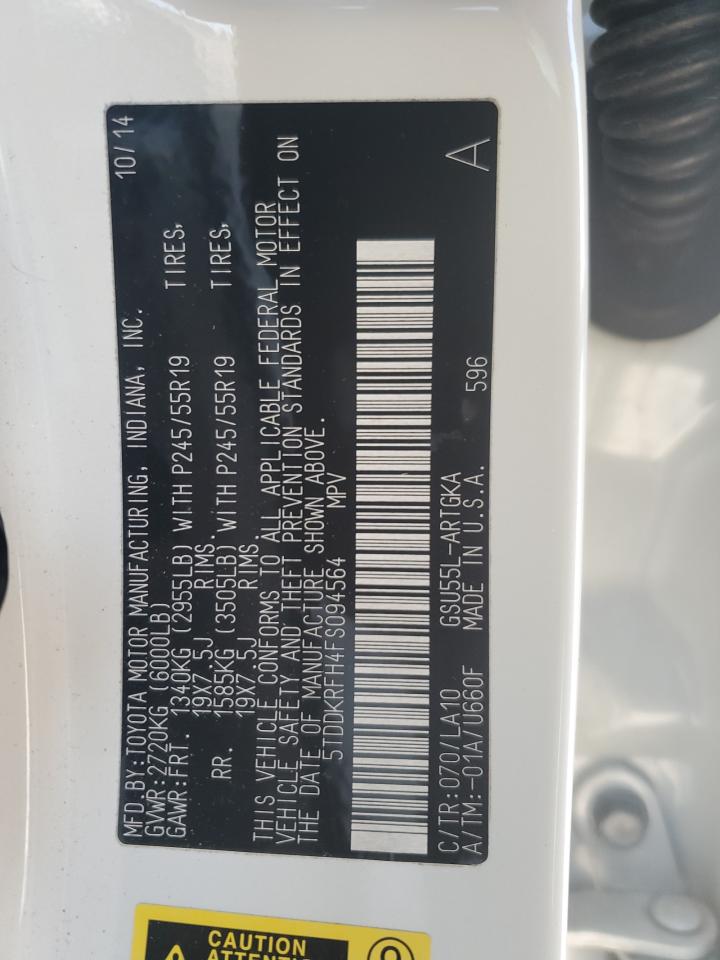 MFD.BY:TOYOTA MOTOR MANUFACTURING, INDIANA, INC. 10/14
GVWR:2720KG (6000LB)
GAWR:FRT. 1340KG (2955LB) WITH P245/55R19 TIRES,
19X7.5J RIMS.
RR. 1585KG (3505LB) WITH P245/55R19 TIRES,
19X7.5J RIMS.
THIS VEHICLE CONFORMS TO ALL APPLICABLE FEDERAL MOTOR
VEHICLE SAFETY AND THEFT PREVENTION STANDARDS IN EFFECT ON
THE DATE OF MANUFACTURE SHOWN ABOVE.
5TDDKRFH4FS094564 MPV
C/TR:070/LA10 GSU55L-ARTGKA 596 A
A/TM:-01A/U660F MADE IN U.S.A.
CAUTION